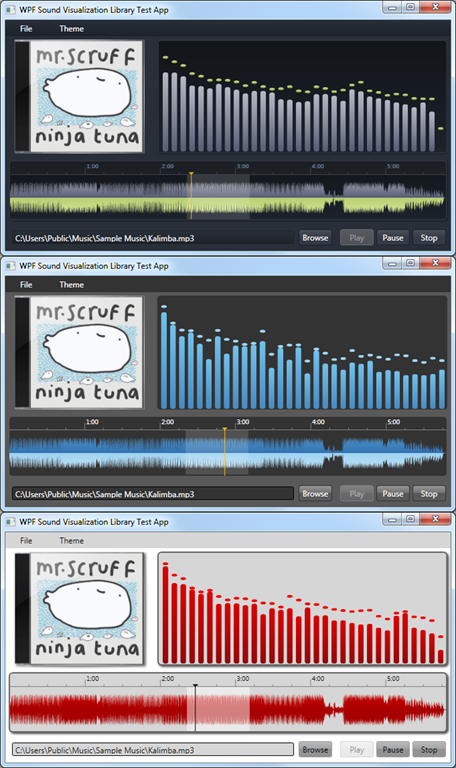 WPF Sound Visualization Library Test App
File Theme
mr.scruff
ninja tuna
1:00 2:00 3:00 4:00 5:00
C:\Users\Public\Music\Sample Music\Kalimba.mp3 Browse Play Pause Stop
WPF Sound Visualization Library Test App
File Theme
mr.scruff
ninja tuna
1:00 2:00 3:00 4:00 5:00
C:\Users\Public\Music\Sample Music\Kalimba.mp3 Browse Play Pause Stop
WPF Sound Visualization Library Test App
File Theme
mr.scruff
ninja tuna
1:00 2:00 3:00 4:00 5:00
C:\Users\Public\Music\Sample Music\Kalimba.mp3 Browse Play Pause Stop